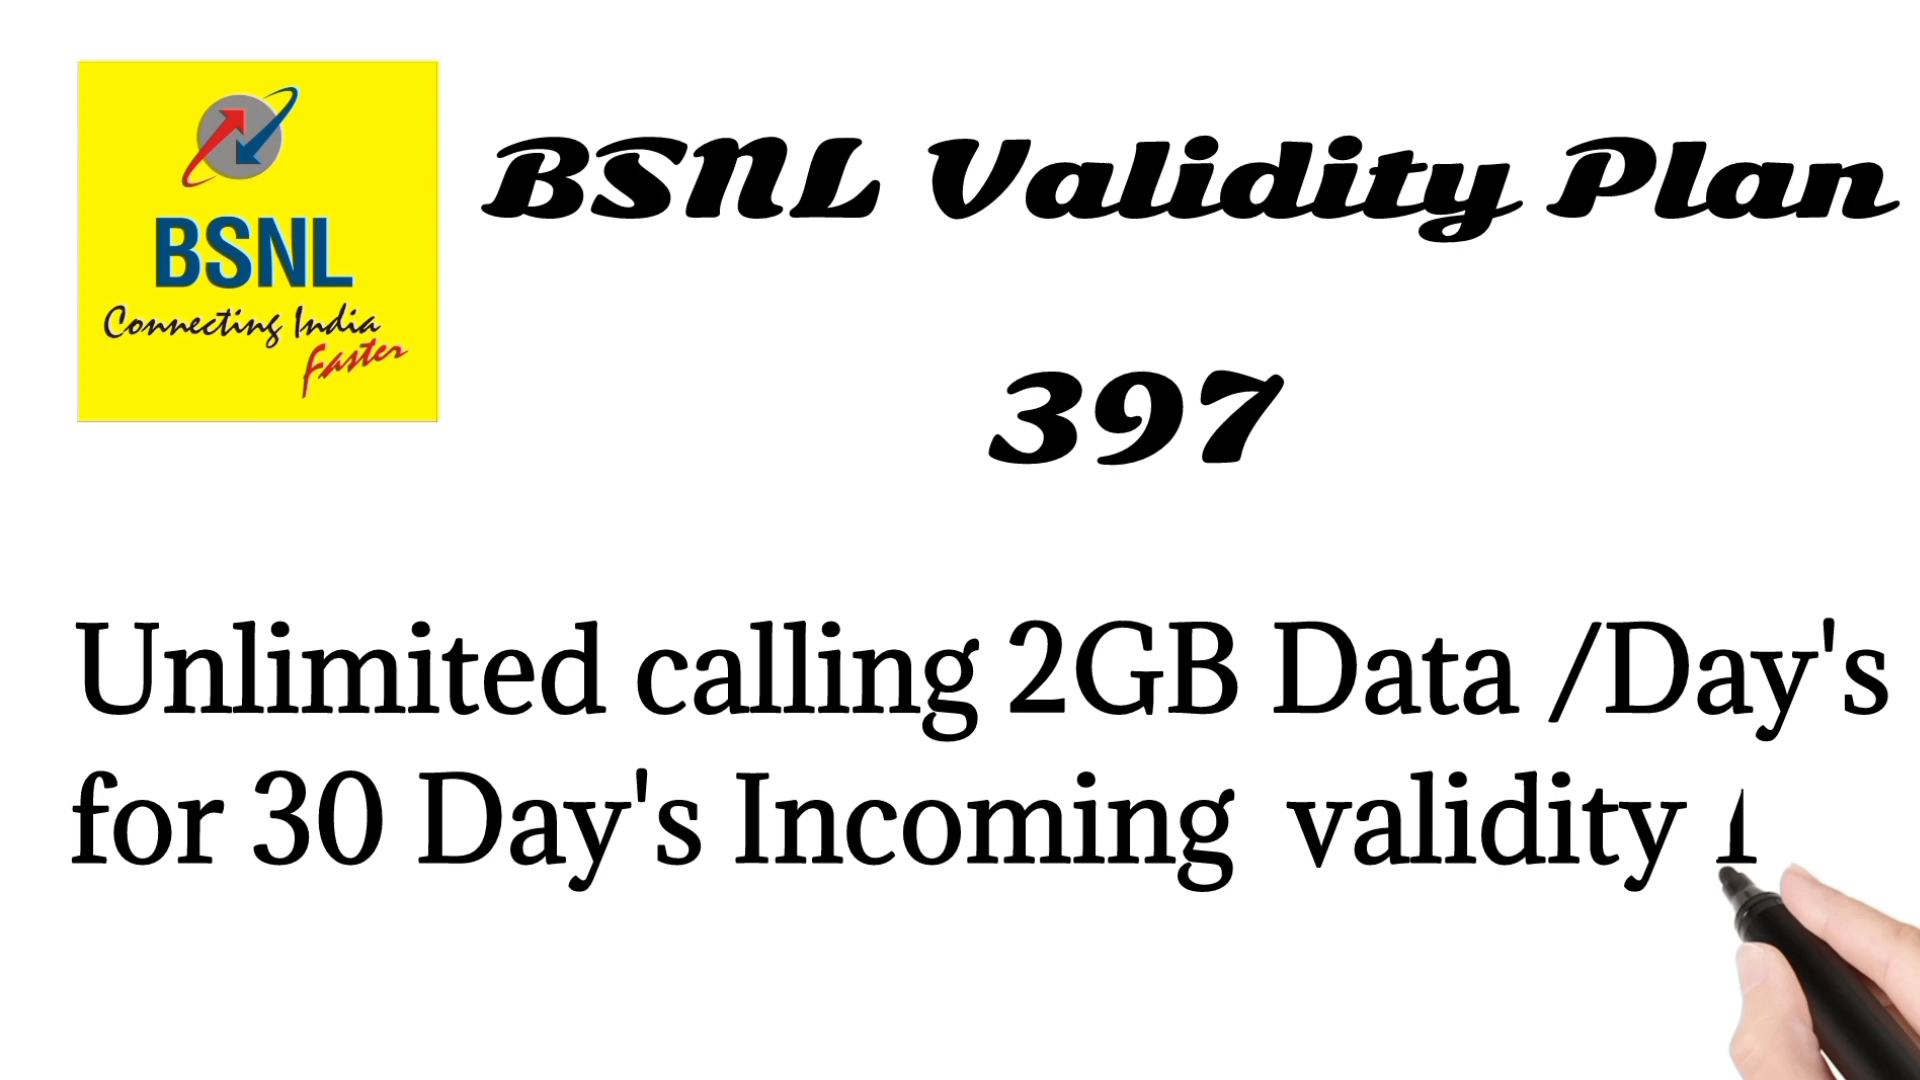 BSNL
Connecting India
Faster
BSNL Validity Plan
397
Unlimited calling 2GB Data /Day's
for 30 Day's Incoming validity